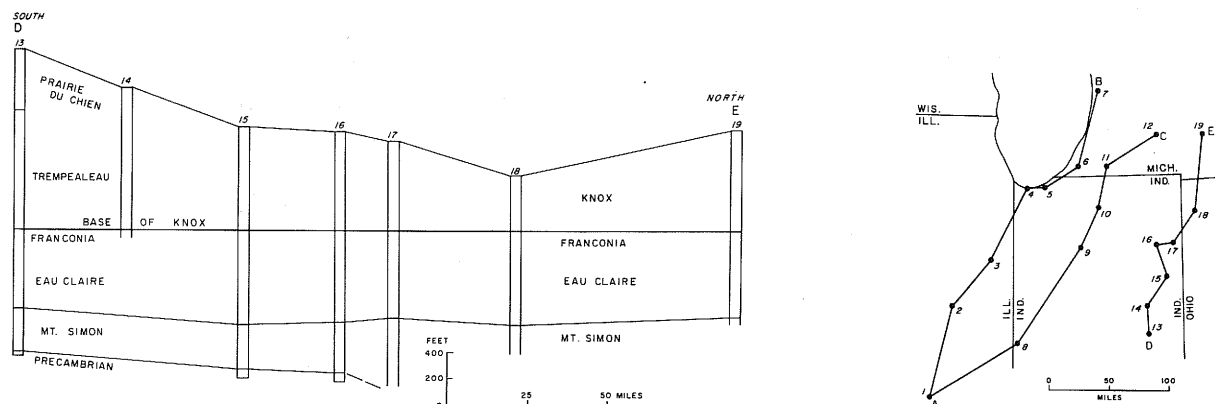 SOUTH
D
13
14
15
16
17
18
NORTH
E
19
PRAIRIE
DU CHIEN
TREMPEALEAU
KNOX
BASE OF KNOX
FRANCONIA
FRANCONIA
EAU CLAIRE
EAU CLAIRE
MT. SIMON
MT. SIMON
PRECAMBRIAN
FEET
400
200
0
25
50 MILES
B
7
WIS.
ILL.
12
C
19
E
11
6
MICH.
IND.
4
5
10
18
16
17
9
3
15
14
2
ILL.
IND.
IND.
OHIO
13
D
8
1
A
0
50
100
MILES